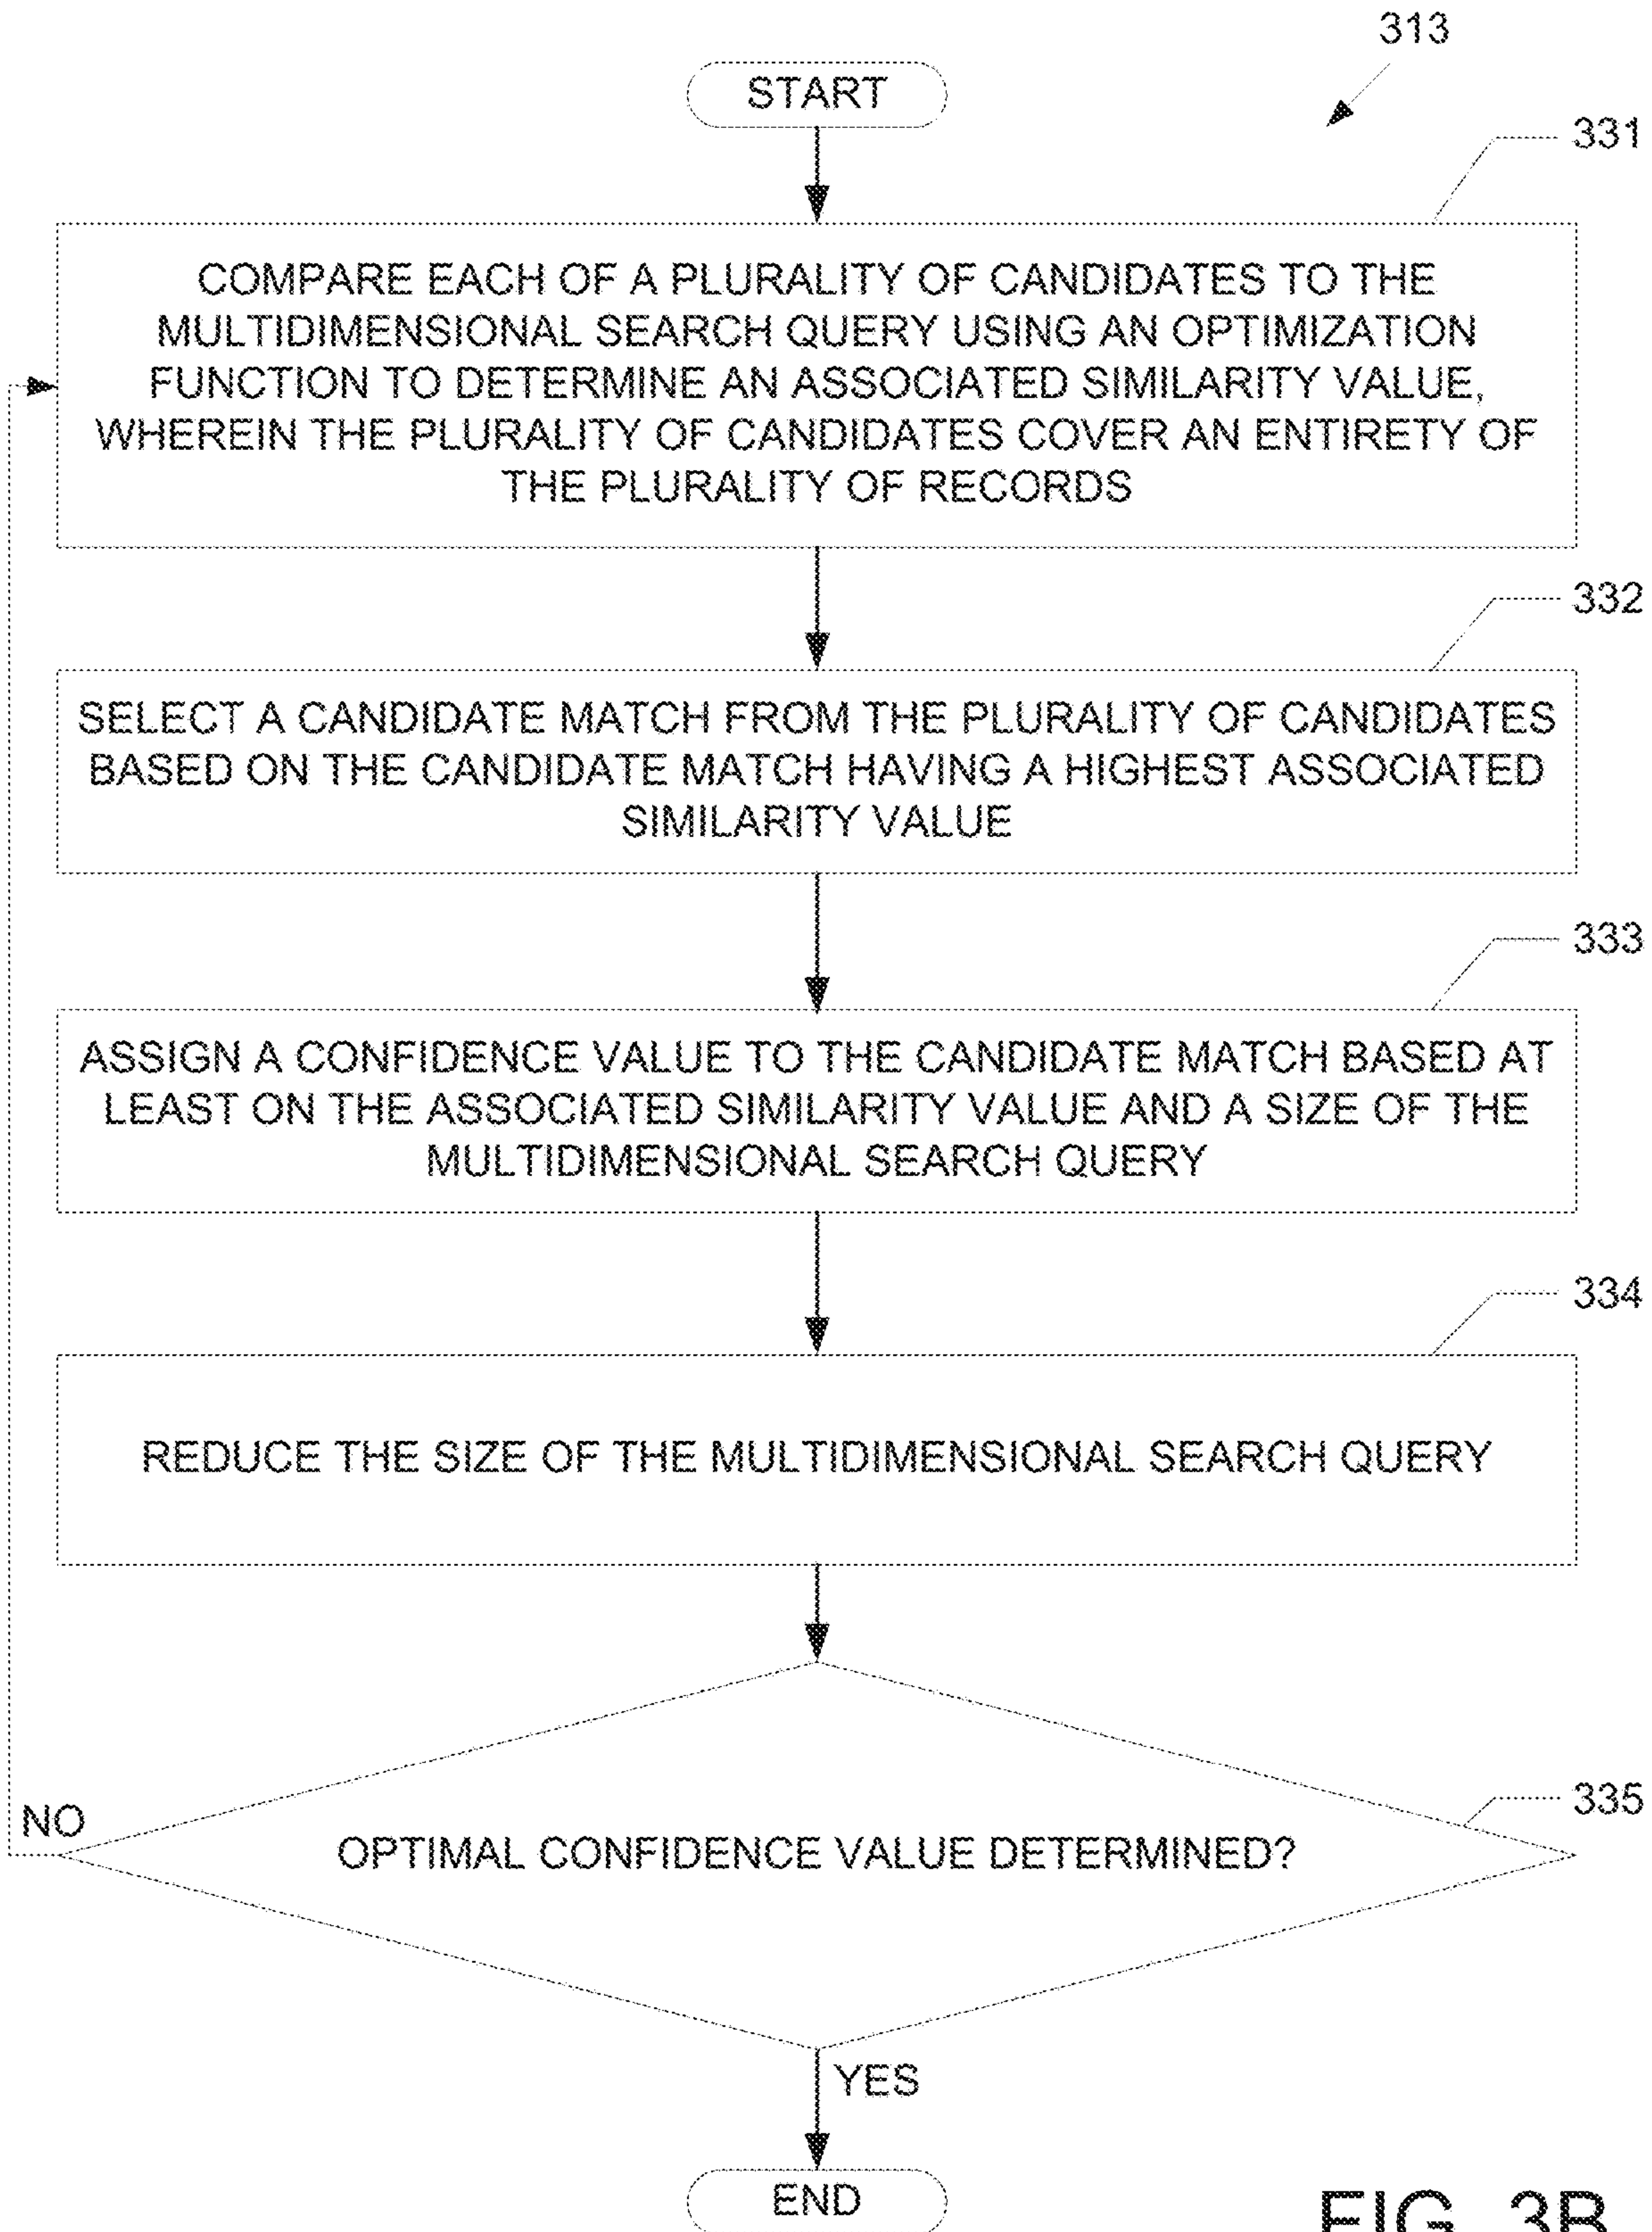 313
START
331
COMPARE EACH OF A PLURALITY OF CANDIDATES TO THE
MULTIDIMENSIONAL SEARCH QUERY USING AN OPTIMIZATION
FUNCTION TO DETERMINE AN ASSOCIATED SIMILARITY VALUE,
WHEREIN THE PLURALITY OF CANDIDATES COVER AN ENTIRETY OF
THE PLURALITY OF RECORDS
332
SELECT A CANDIDATE MATCH FROM THE PLURALITY OF CANDIDATES
BASED ON THE CANDIDATE MATCH HAVING A HIGHEST ASSOCIATED
SIMILARITY VALUE
333
ASSIGN A CONFIDENCE VALUE TO THE CANDIDATE MATCH BASED AT
LEAST ON THE ASSOCIATED SIMILARITY VALUE AND A SIZE OF THE
MULTIDIMENSIONAL SEARCH QUERY
334
REDUCE THE SIZE OF THE MULTIDIMENSIONAL SEARCH QUERY
335
NO
OPTIMAL CONFIDENCE VALUE DETERMINED?
YES
END
FIG. 3B